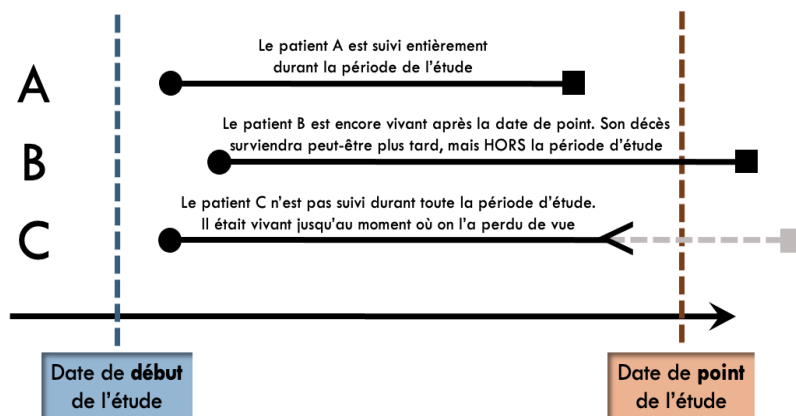 Le patient A est suivi entièrement
durant la période de l'étude
A
Le patient B est encore vivant après la date de point. Son décès
surviendra peut-être plus tard, mais HORS la période d'étude
B
Le patient C n'est pas suivi durant toute la période d'étude.
Il était vivant jusqu'au moment où on l'a perdu de vue
C
Date de début
de l'étude
Date de point
de l'étude